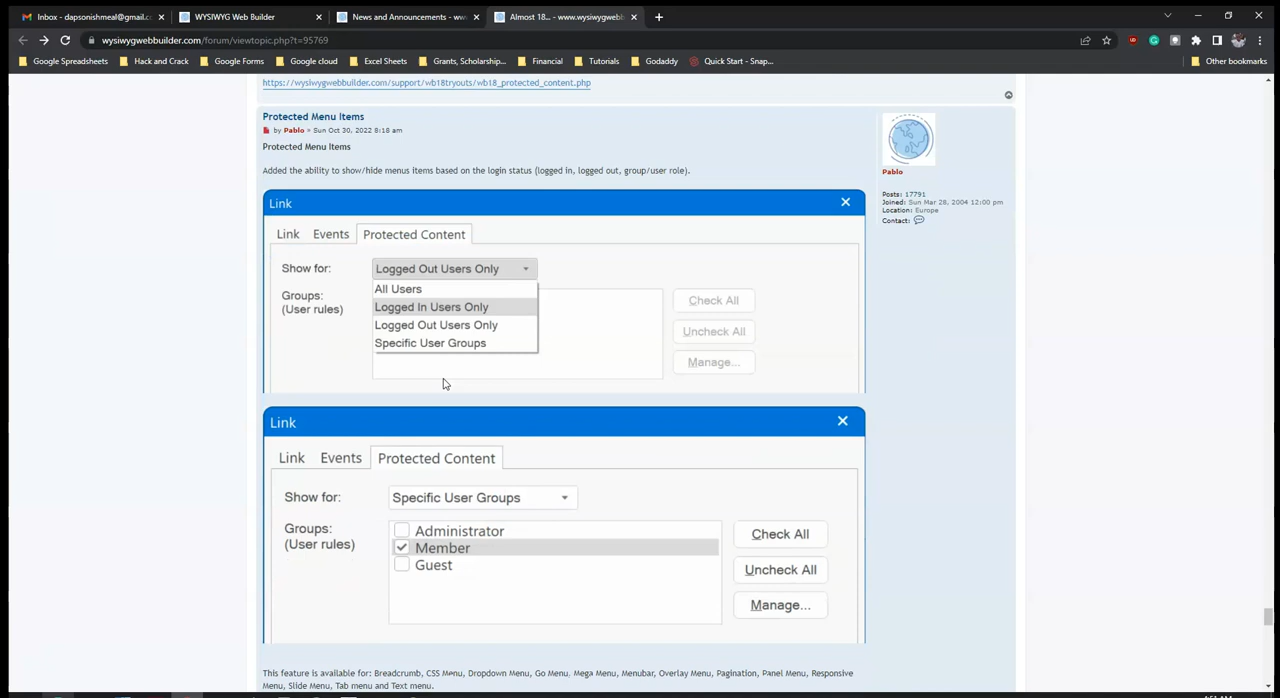 Inbox - dapsonishmeal@gmail.c
WYSIWYG Web Builder
News and Announcements - www
Almost 18... - www.wysiwygwebb
wysiwygwebbuilder.com/forum/viewtopic.php?t=95769
Google Spreadsheets
Hack and Crack
Google Forms
Google cloud
Excel Sheets
Grants, Scholarship...
Financial
Tutorials
Godaddy
Quick Start - Snap...
Other bookmarks
https://wysiwygwebbuilder.com/support/wb18tryouts/wb18_protected_content.php
Protected Menu Items
by Pablo » Sun Oct 30, 2022 8:18 am
Protected Menu Items
Added the ability to show/hide menus items based on the login status (logged in, logged out, group/user role).
Pablo
Posts: 17791
Joined: Sun Mar 28, 2004 12:00 pm
Location: Europe
Contact:
Link
Link Events Protected Content
Show for: Logged Out Users Only
All Users
Logged In Users Only
Logged Out Users Only
Specific User Groups
Groups:
(User rules)
Check All
Uncheck All
Manage...
Link
Link Events Protected Content
Show for: Specific User Groups
Groups:
(User rules)
Administrator
Member
Guest
Check All
Uncheck All
Manage...
This feature is available for: Breadcrumb, CSS Menu, Dropdown Menu, Go Menu, Mega Menu, Menubar, Overlay Menu, Pagination, Panel Menu, Responsive
Menu, Slide Menu, Tab menu and Text menu.